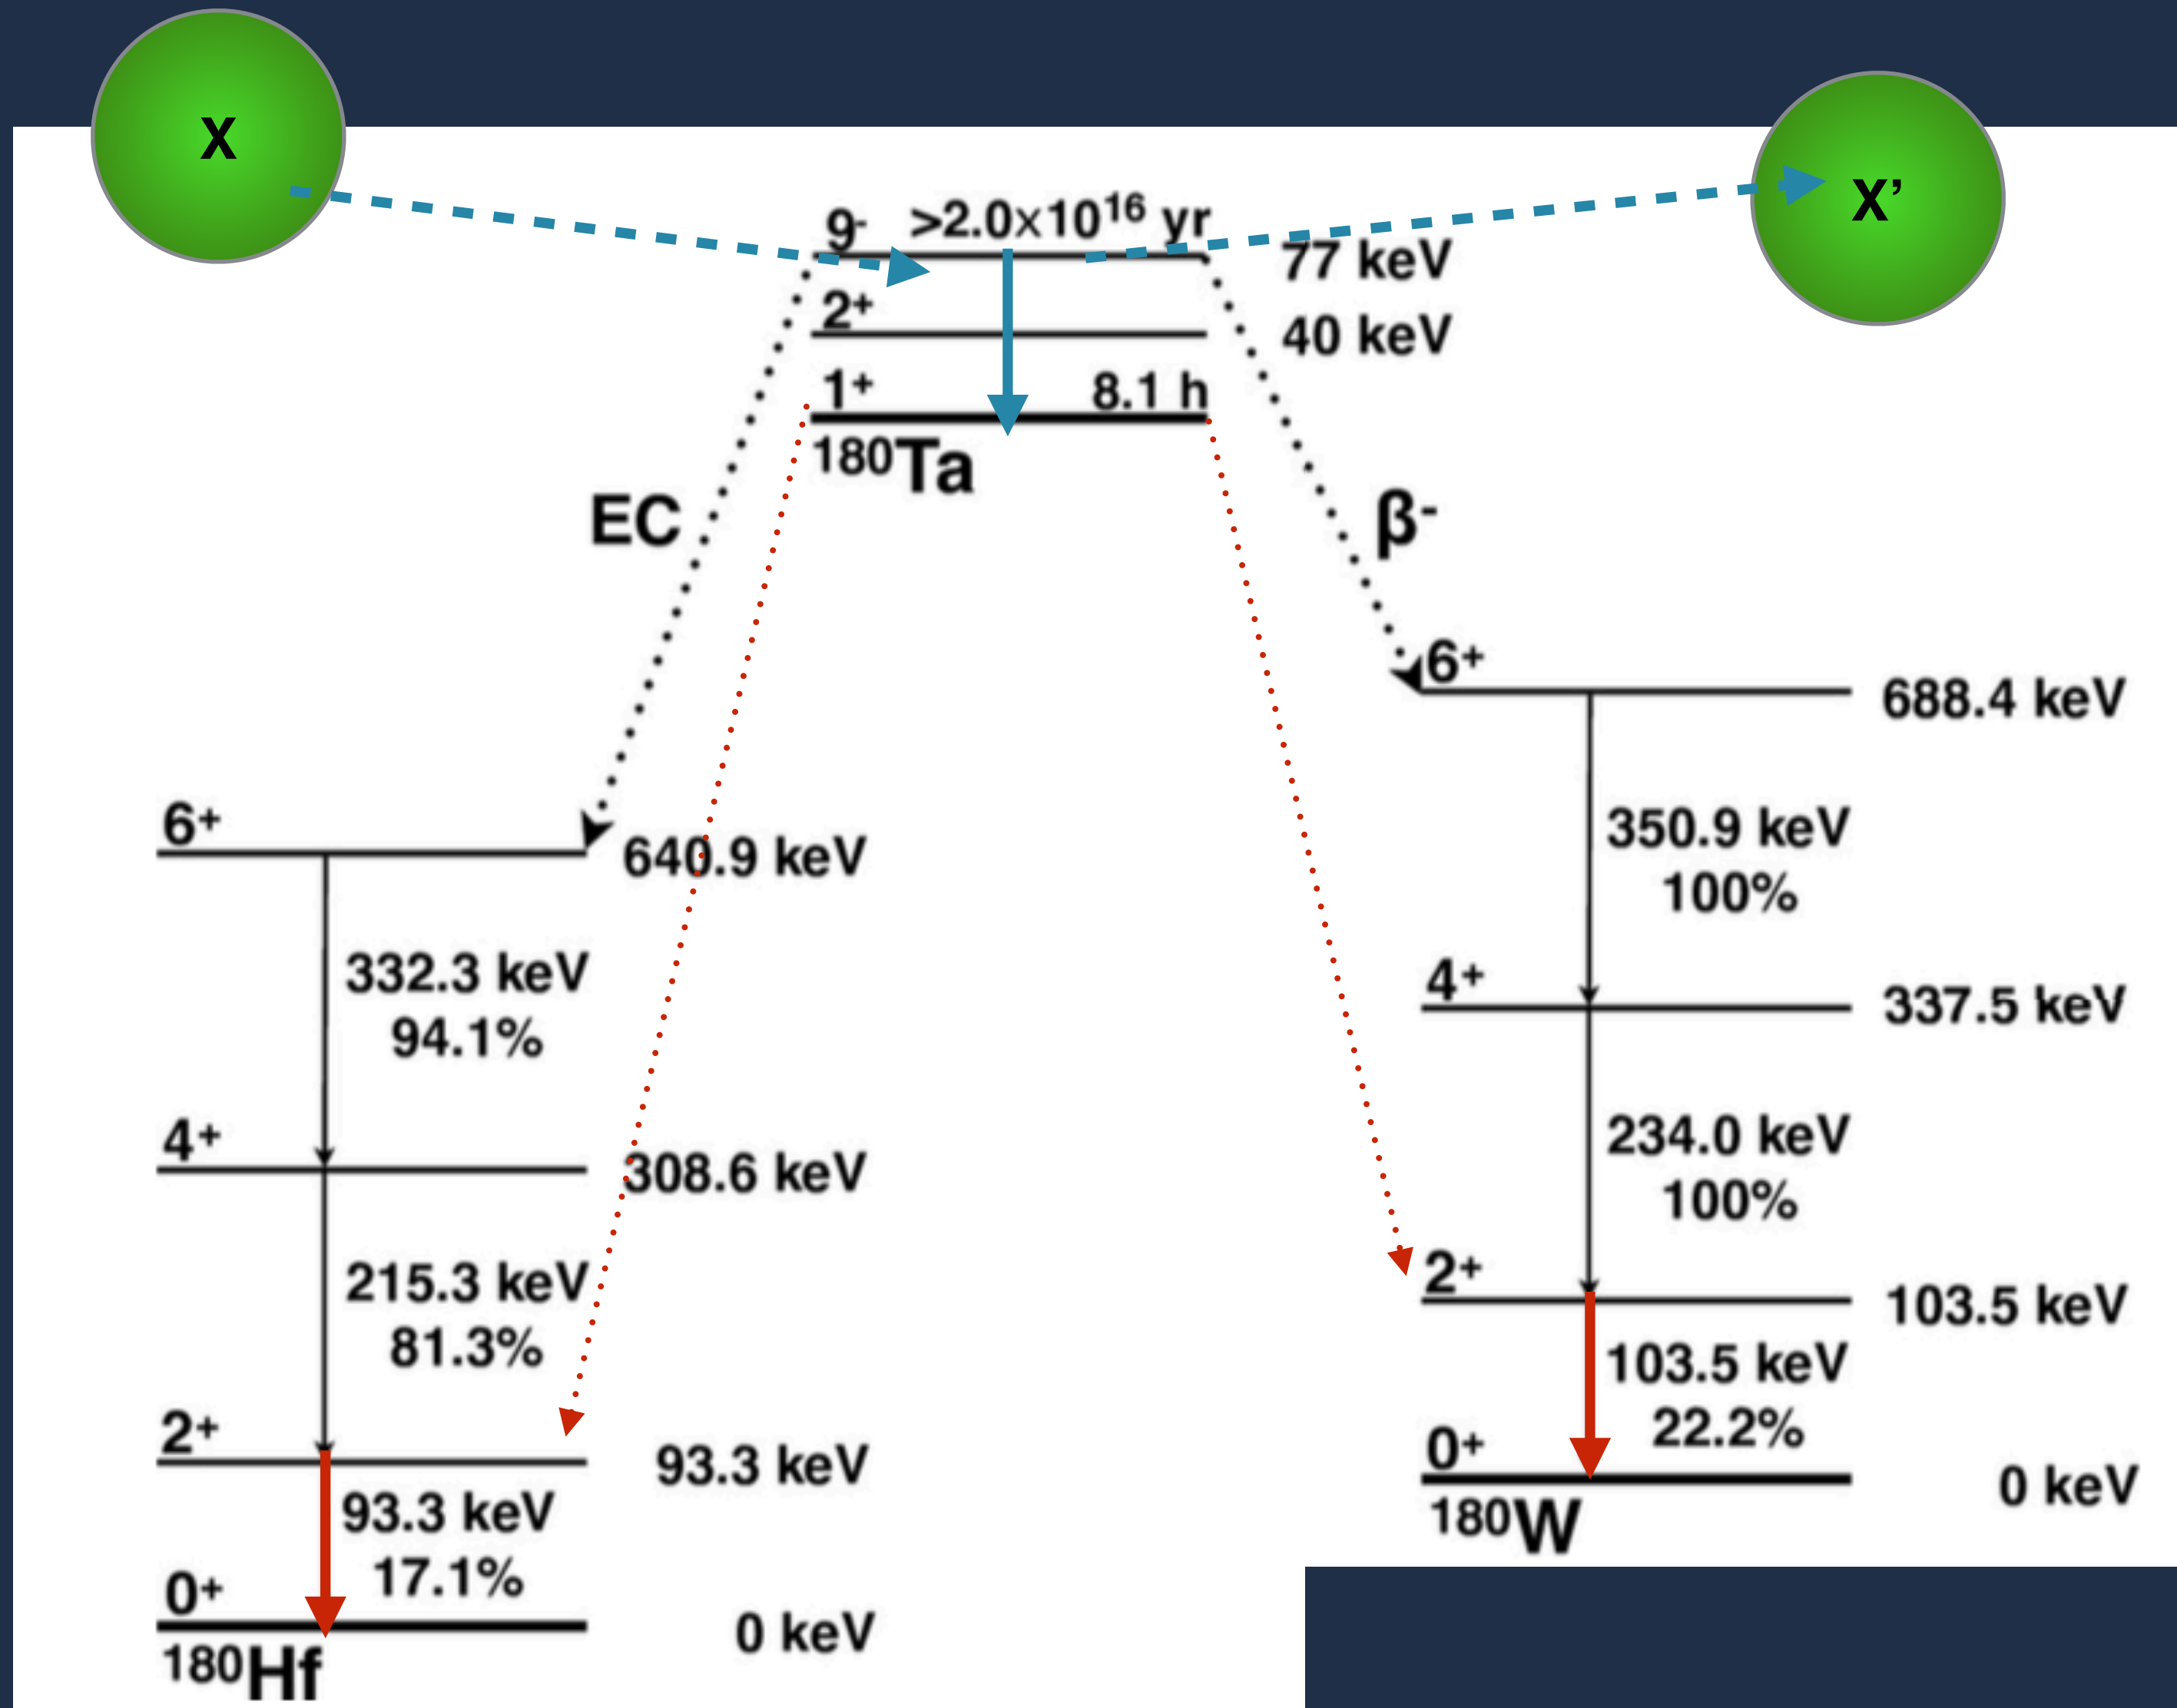 X
X’
9⁻ >2.0×10¹⁶ yr
77 keV
2⁺
40 keV
1⁺ 8.1 h
¹⁸⁰Ta
EC
β⁻
6⁺
688.4 keV
350.9 keV
100%
4⁺
337.5 keV
234.0 keV
100%
2⁺
103.5 keV
103.5 keV
22.2%
0⁺
0 keV
¹⁸⁰W
6⁺
640.9 keV
332.3 keV
94.1%
4⁺
308.6 keV
215.3 keV
81.3%
2⁺
93.3 keV
93.3 keV
17.1%
0⁺
0 keV
¹⁸⁰Hf